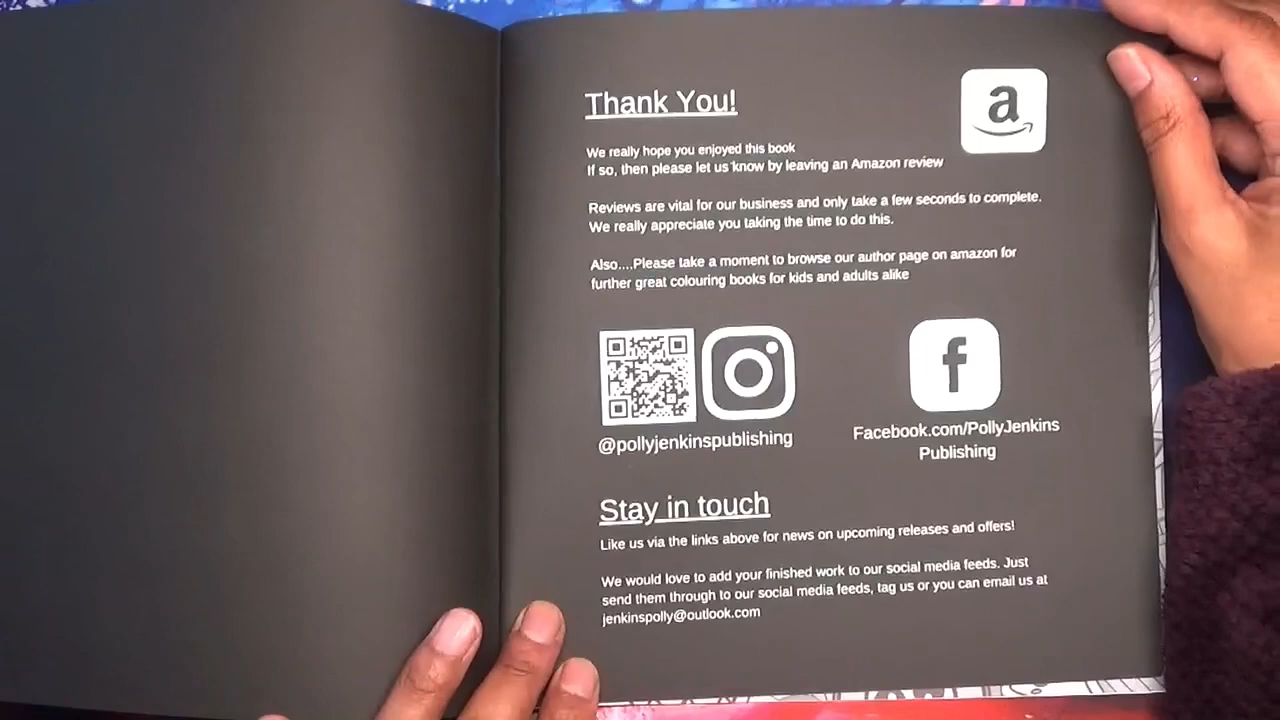 Thank You!
a
We really hope you enjoyed this book
If so, then please let us know by leaving an Amazon review
Reviews are vital for our business and only take a few seconds to complete.
We really appreciate you taking the time to do this.
Also....Please take a moment to browse our author page on amazon for
further great colouring books for kids and adults alike
f
@pollyjenkinspublishing
Facebook.com/PollyJenkins
Publishing
Stay in touch
Like us via the links above for news on upcoming releases and offers!
We would love to add your finished work to our social media feeds. Just
send them through to our social media feeds, tag us or you can email us at
jenkinspolly@outlook.com